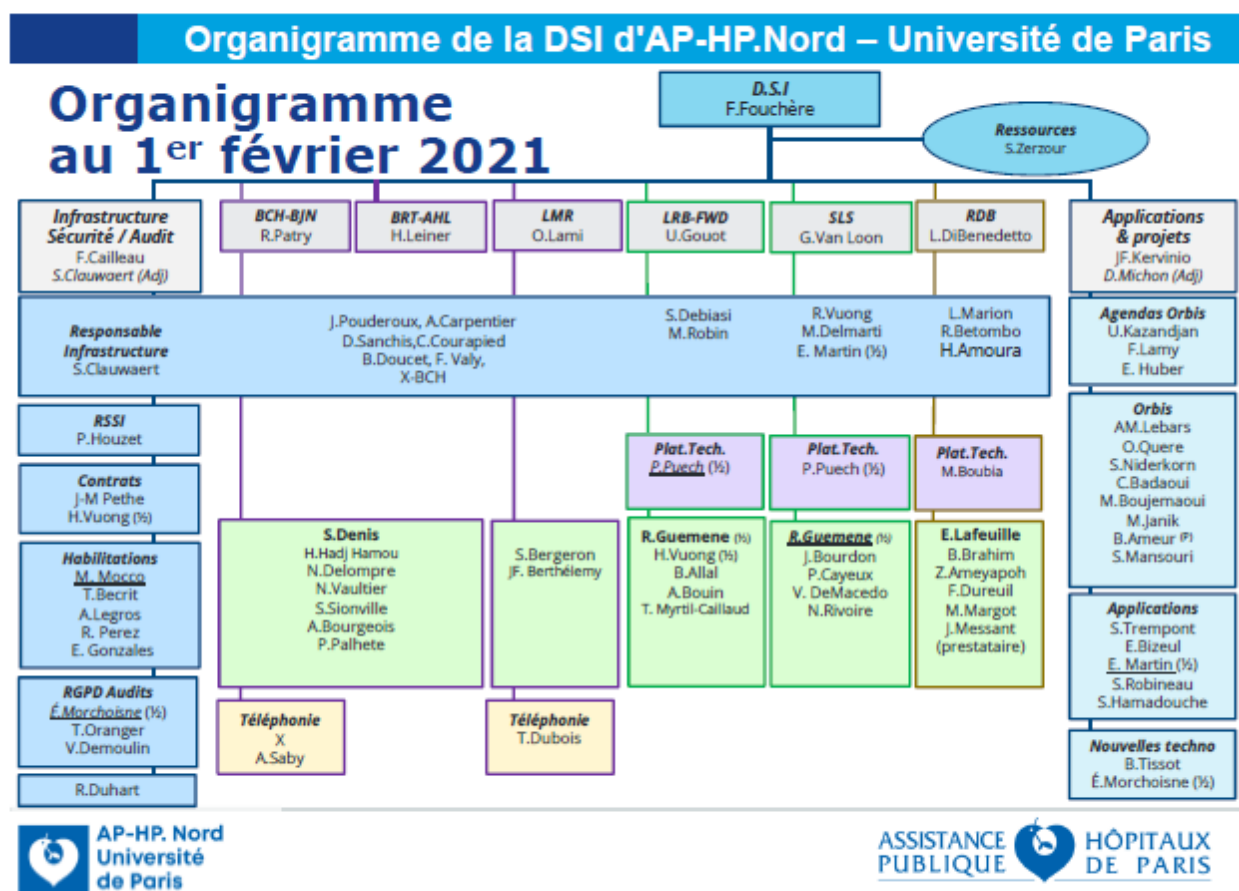 Organigramme de la DSI d'AP-HP.Nord – Université de Paris
Organigramme
au 1er février 2021
D.S.I
F.Fouchère
Ressources
S.Zerzour
Infrastructure
Sécurité / Audit
F.Cailleau
S.Clauwaert (Adj)
BCH-BJN
R.Patry
BRT-AHL
H.Leiner
LMR
O.Lami
LRB-FWD
U.Gouot
SLS
G.Van Loon
RDB
L.DiBenedetto
Applications
& projets
JF.Kervinio
D.Michon (Adj)
Responsable
Infrastructure
S.Clauwaert
J.Pouderoux, A.Carpentier
D.Sanchis,C.Courapied
B.Doucet, F. Valy,
X-BCH
S.Debiasi
M.Robin
R.Vuong
M.Delmarti
E. Martin (½)
L.Marion
R.Betombo
H.Amoura
Agendas Orbis
U.Kazandjan
F.Lamy
E. Huber
RSSI
P.Houzet
Contrats
J-M Pethe
H.Vuong (½)
Habilitations
M. Mocco
T.Becrit
A.Legros
R. Perez
E. Gonzales
RGPD Audits
É.Morchoisne (½)
T.Oranger
V.Demoulin
R.Duhart
Plat.Tech.
P.Puech (½)
Plat.Tech.
P.Puech (½)
Plat.Tech.
M.Boubia
S.Denis
H.Hadj Hamou
N.Delompre
N.Vaultier
S.Sionville
A.Bourgeois
P.Palhete
S.Bergeron
JF. Berthélemy
R.Guemene (½)
H.Vuong (½)
B.Allal
A.Bouin
T. Myrtil-Caillaud
R.Guemene (½)
J.Bourdon
P.Cayeux
V. DeMacedo
N.Rivoire
E.Lafeuille
B.Brahim
Z.Ameyapoh
F.Dureuil
M.Margot
J.Messant
(prestataire)
Téléphonie
X
A.Saby
Téléphonie
T.Dubois
Orbis
AM.Lebars
O.Quere
S.Niderkorn
C.Badaoui
M.Boujemaoui
M.Janik
B.Ameur (P)
S.Mansouri
Applications
S.Trempont
E.Bizeul
E. Martin (½)
S.Robineau
S.Hamadouche
Nouvelles techno
B.Tissot
É.Morchoisne (½)
AP-HP. Nord
Université
de Paris
ASSISTANCE HÔPITAUX
PUBLIQUE DE PARIS